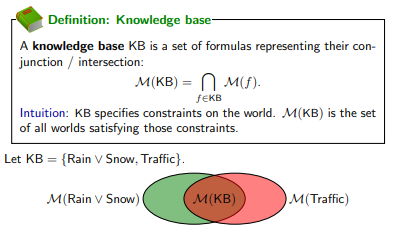 Definition: Knowledge base
A knowledge base KB is a set of formulas representing their con-
junction / intersection:
M(KB) = ⋂ M(f).
f∈KB
Intuition: KB specifies constraints on the world. M(KB) is the set
of all worlds satisfying those constraints.
Let KB = {Rain ∨ Snow, Traffic}.
M(Rain ∨ Snow) M(KB) M(Traffic)